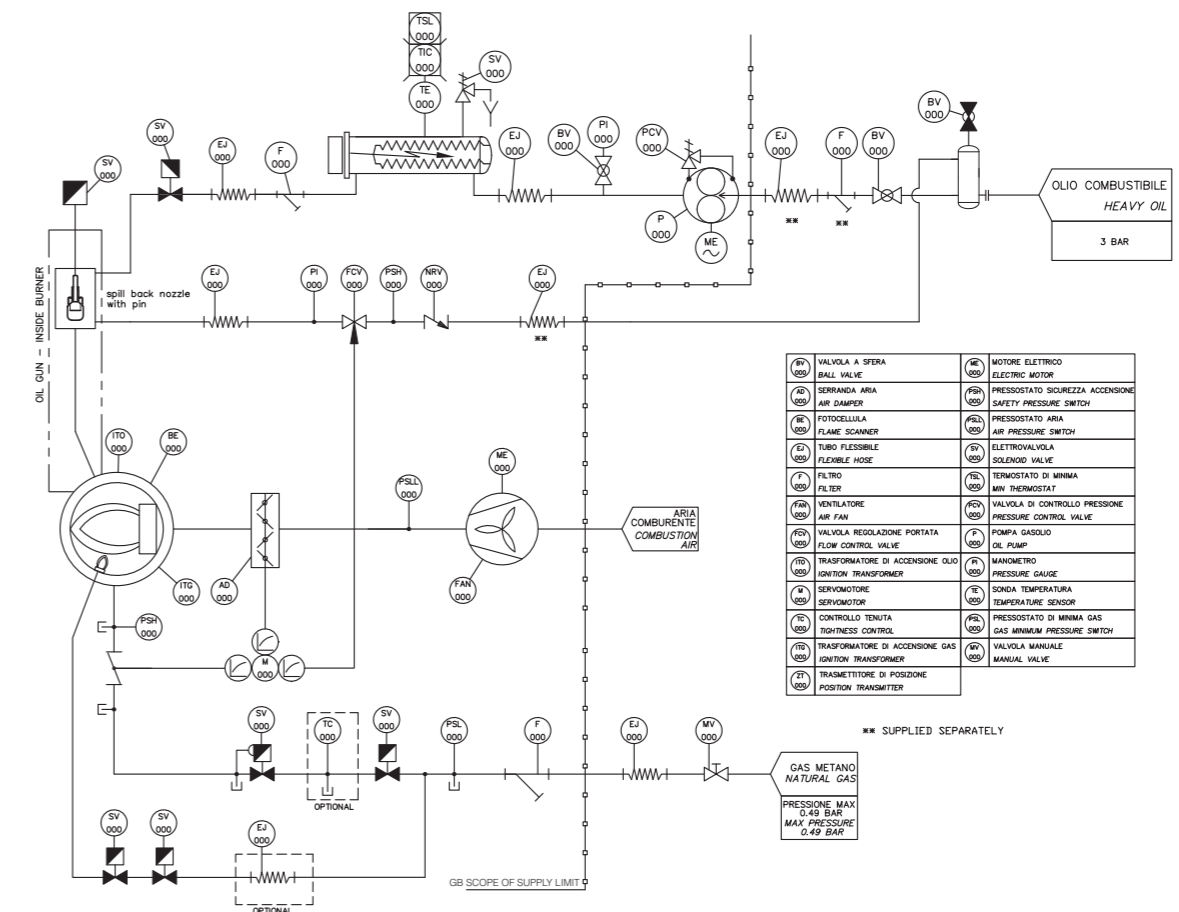 TSL
000
TIC
000
TE
000
SV
000
SV
000
SV
000
EJ
000
F
000
EJ
000
BV
000
PI
000
PCV
000
P
000
ME
EJ
000
**
F
000
**
BV
000
BV
000
OLIO COMBUSTIBILE
HEAVY OIL
3 BAR
OIL GUN - INSIDE BURNER
spill back nozzle
with pin
EJ
000
PI
000
FCV
000
PSH
000
NRV
000
EJ
000
**
ITO
000
BE
000
ITG
000
AD
000
PSLL
000
ME
000
FAN
000
ARIA
COMBURENTE
COMBUSTION
AIR
PSH
000
M
000
SV
000
TC
000
OPTIONAL
SV
000
PSL
000
F
000
EJ
000
MV
000
GAS METANO
NATURAL GAS
PRESSIONE MAX
0.49 BAR
MAX PRESSURE
0.49 BAR
SV
000
SV
000
EJ
000
OPTIONAL
GB SCOPE OF SUPPLY LIMIT
BV
000
VALVOLA A SFERA
BALL VALVE
ME
000
MOTORE ELETTRICO
ELECTRIC MOTOR
AD
000
SERRANDA ARIA
AIR DAMPER
PSH
000
PRESSOSTATO SICUREZZA ACCENSIONE
SAFETY PRESSURE SWITCH
BE
000
FOTOCELLULA
FLAME SCANNER
PSLL
000
PRESSOSTATO ARIA
AIR PRESSURE SWITCH
EJ
000
TUBO FLESSIBILE
FLEXIBLE HOSE
SV
000
ELETTROVALVOLA
SOLENOID VALVE
F
000
FILTRO
FILTER
TSL
000
TERMOSTATO DI MINIMA
MIN THERMOSTAT
FAN
000
VENTILATORE
AIR FAN
PCV
000
VALVOLA DI CONTROLLO PRESSIONE
PRESSURE CONTROL VALVE
FCV
000
VALVOLA REGOLAZIONE PORTATA
FLOW CONTROL VALVE
P
000
POMPA GASOLIO
OIL PUMP
ITO
000
TRASFORMATORE DI ACCENSIONE OLIO
IGNITION TRANSFORMER
PI
000
MANOMETRO
PRESSURE GAUGE
M
000
SERVOMOTORE
SERVOMOTOR
TE
000
SONDA TEMPERATURA
TEMPERATURE SENSOR
TC
000
CONTROLLO TENUTA
TIGHTNESS CONTROL
PSL
000
PRESSOSTATO DI MINIMA GAS
GAS MINIMUM PRESSURE SWITCH
ITG
000
TRASFORMATORE DI ACCENSIONE GAS
IGNITION TRANSFORMER
MV
000
VALVOLA MANUALE
MANUAL VALVE
ZT
000
TRASMETTITORE DI POSIZIONE
POSITION TRANSMITTER
** SUPPLIED SEPARATELY